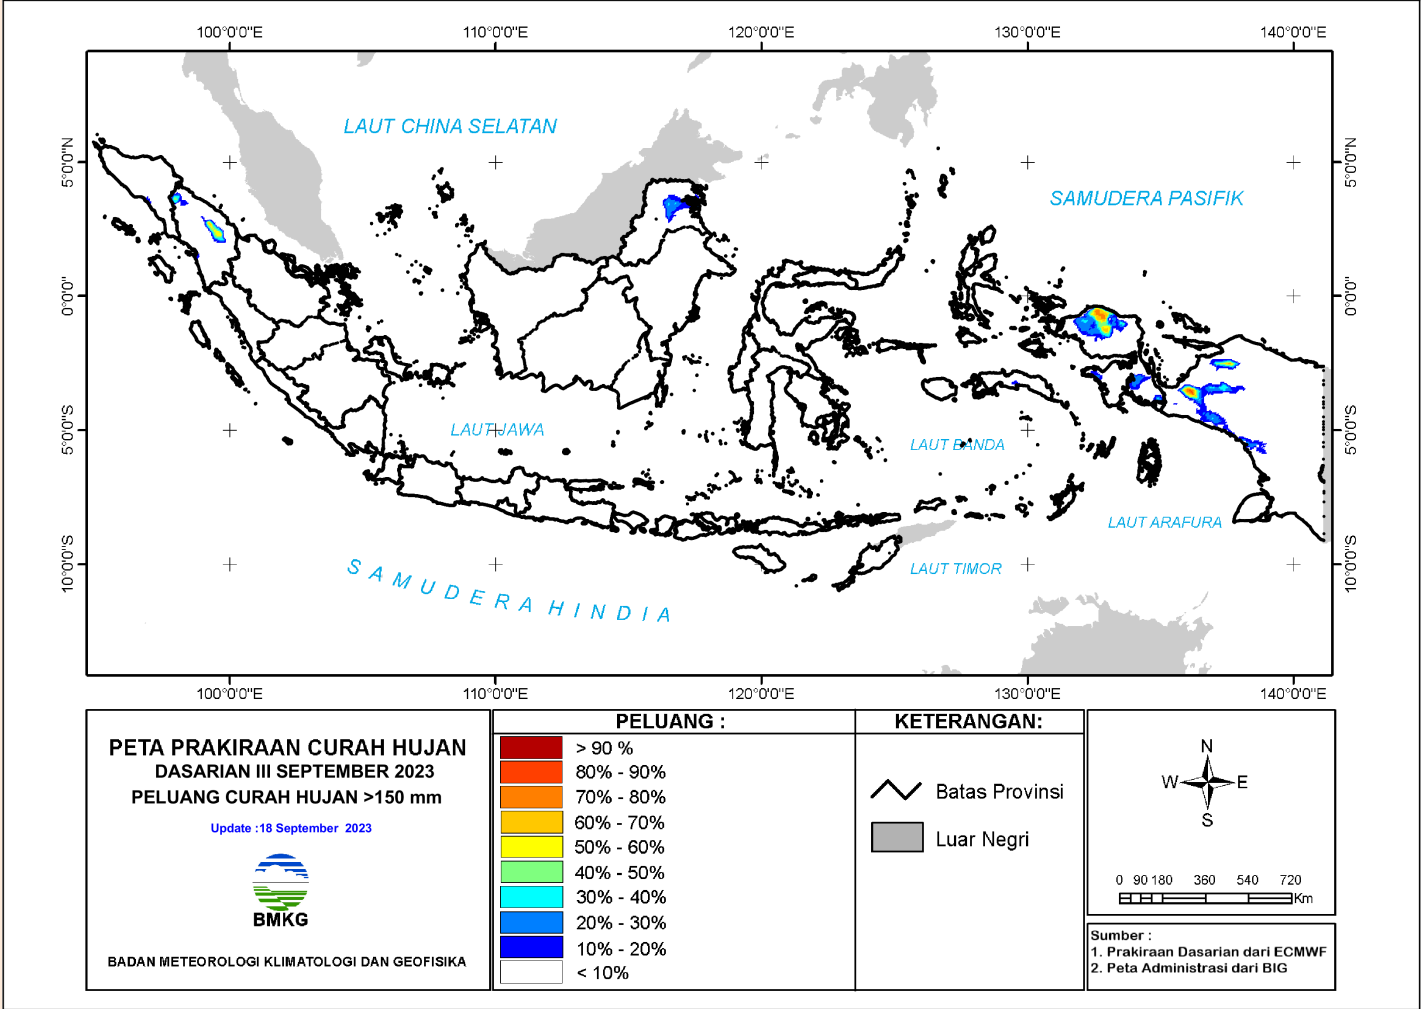 100°0'0"E 110°0'0"E 120°0'0"E 130°0'0"E 140°0'0"E
LAUT CHINA SELATAN
5°0'0"N 5°0'0"N
SAMUDERA PASIFIK
0°0'0" 0°0'0"
LAUT JAWA
5°0'0"S 5°0'0"S
LAUT BANDA
LAUT ARAFURA
10°0'0"S 10°0'0"S
LAUT TIMOR
SAMUDERA HINDIA
100°0'0"E 110°0'0"E 120°0'0"E 130°0'0"E 140°0'0"E
PETA PRAKIRAAN CURAH HUJAN
DASARIAN III SEPTEMBER 2023
PELUANG CURAH HUJAN >150 mm
Update :18 September 2023
BMKG
BADAN METEOROLOGI KLIMATOLOGI DAN GEOFISIKA
PELUANG :
> 90 %
80% - 90%
70% - 80%
60% - 70%
50% - 60%
40% - 50%
30% - 40%
20% - 30%
10% - 20%
< 10%
KETERANGAN:
Batas Provinsi
Luar Negri
N
W E
S
0 90 180 360 540 720
Km
Sumber :
1. Prakiraan Dasarian dari ECMWF
2. Peta Administrasi dari BIG